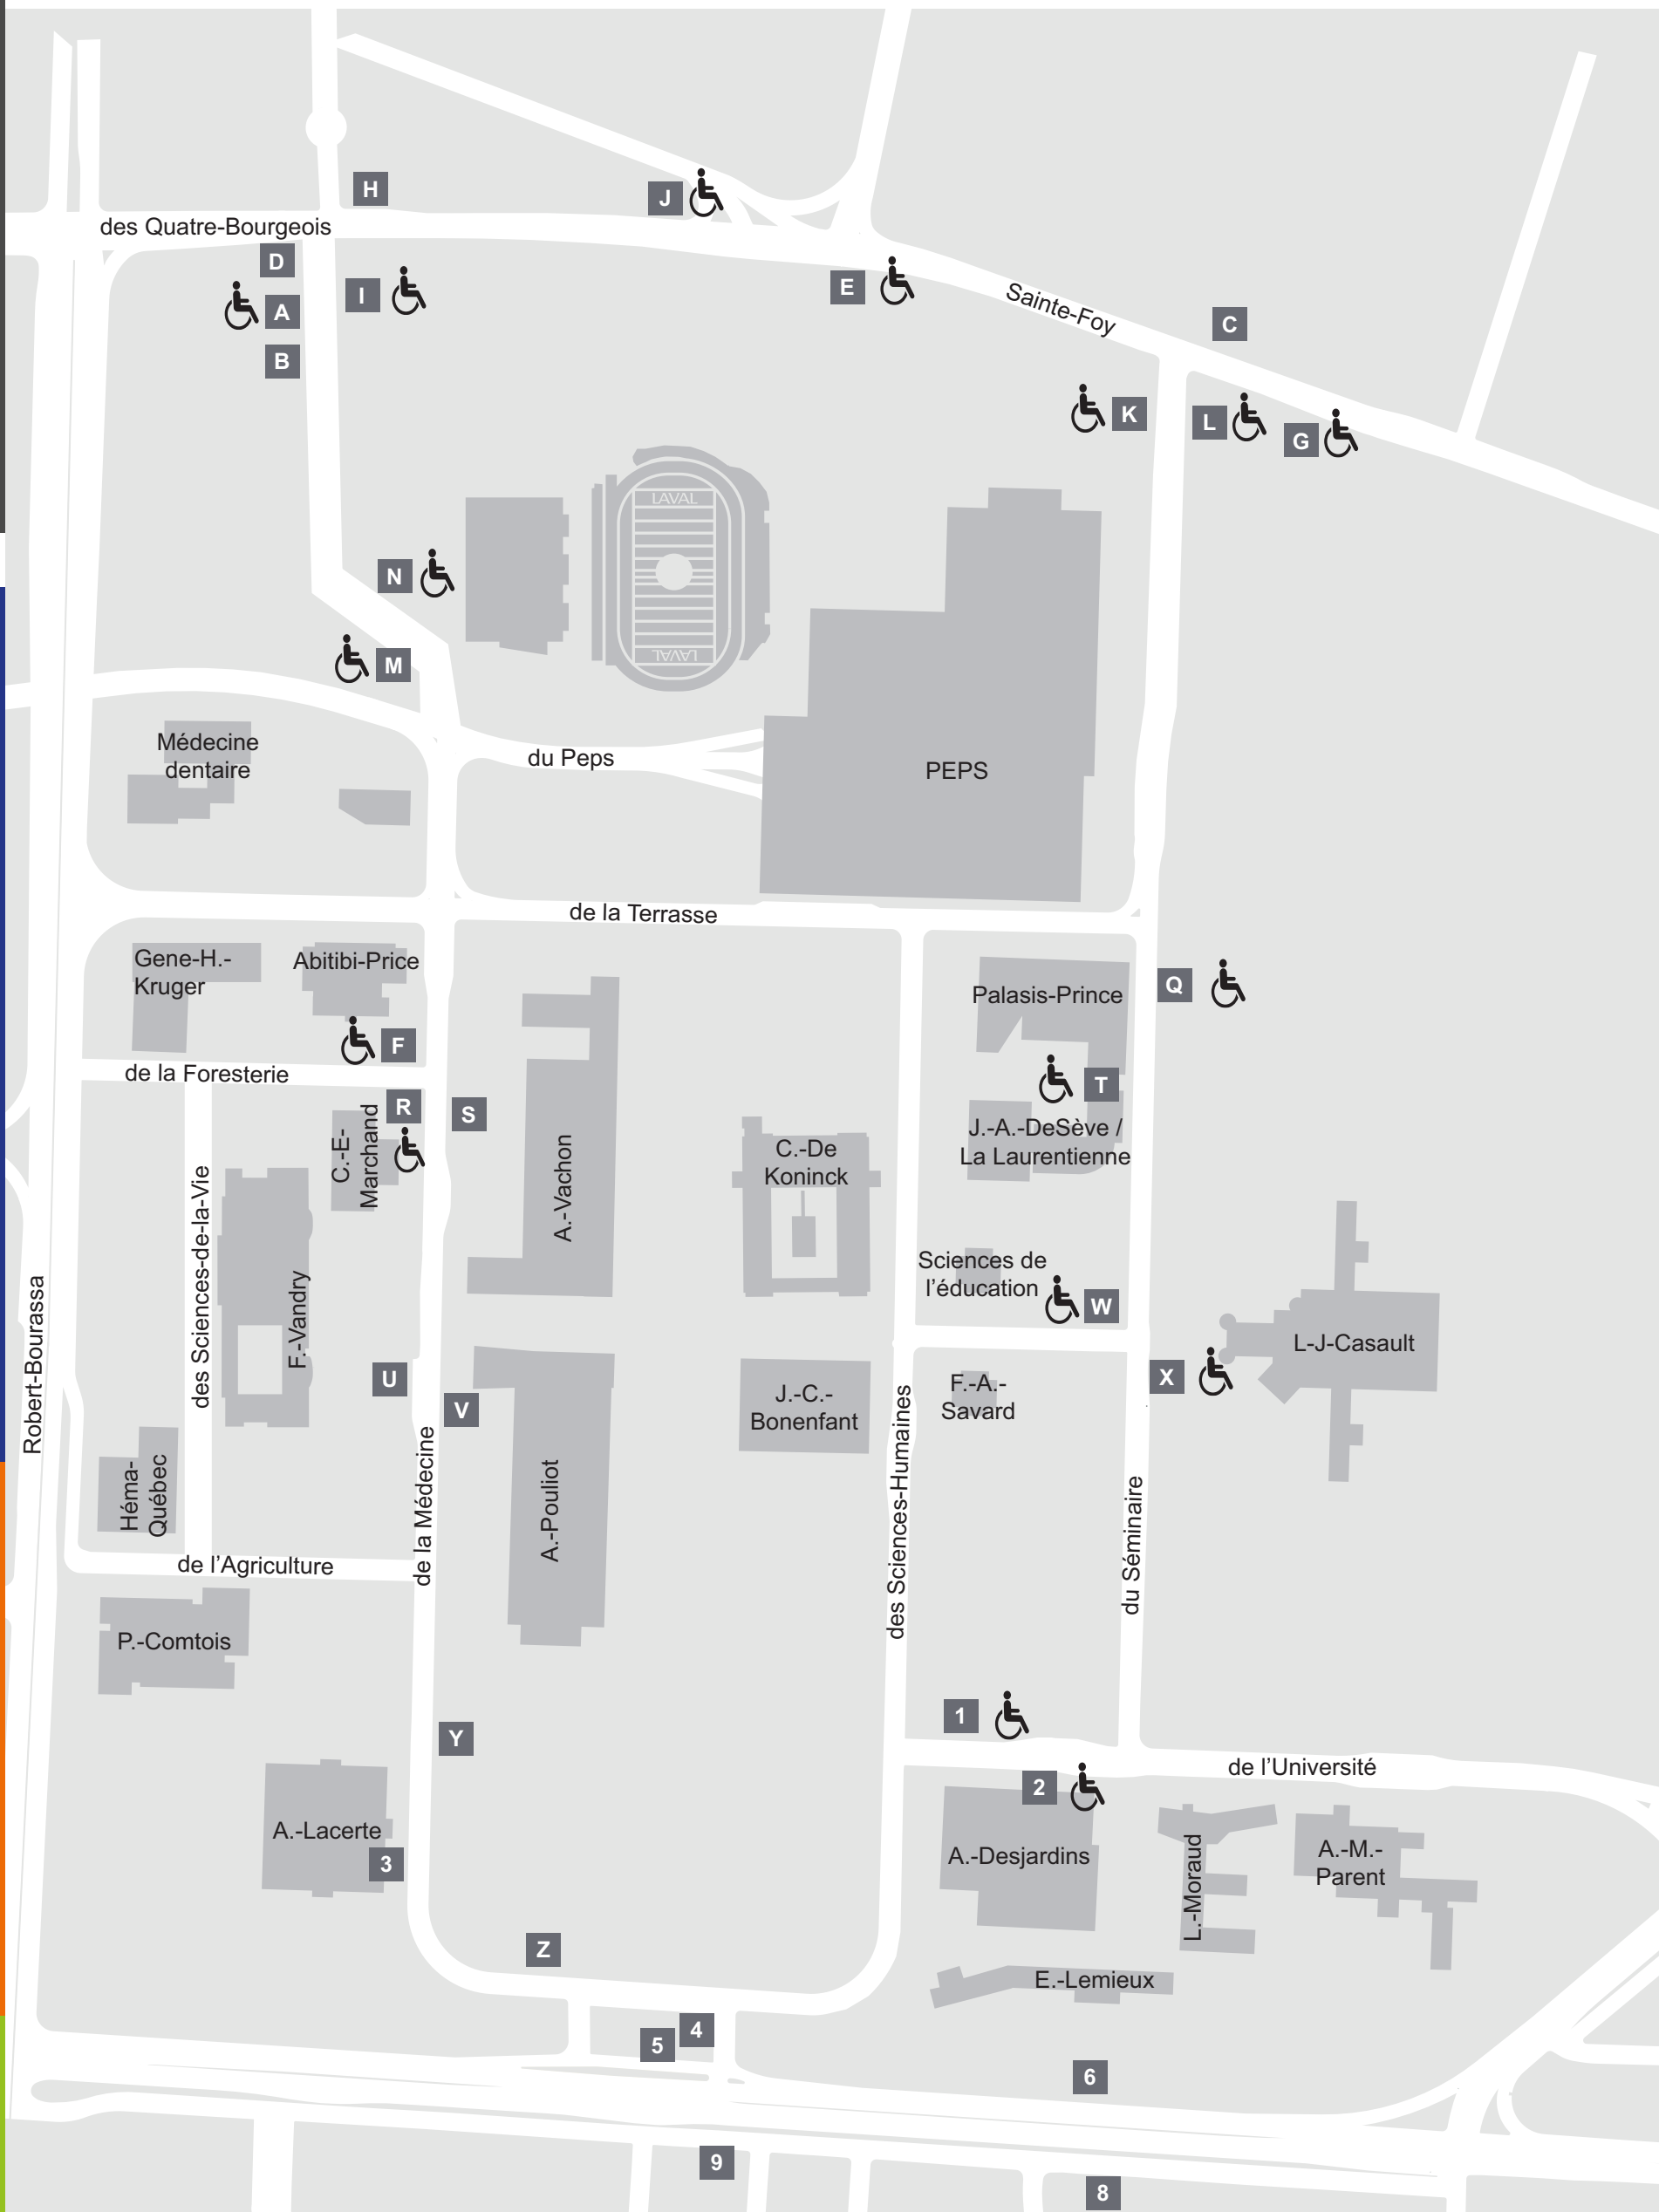 H
J
des Quatre-Bourgeois
D
I
E
A
Sainte-Foy
C
B
K
L
G
LAVAL
N
LAVAL
M
Médecine
dentaire
du Peps
PEPS
de la Terrasse
Gene-H.-
Kruger
Abitibi-Price
Palasis-Prince
Q
F
de la Foresterie
T
R
S
C.-E-
Marchand
J.-A.-DeSève /
La Laurentienne
C.-De
Koninck
A.-Vachon
des Sciences-de-la-Vie
Sciences de
l'éducation
W
F.-Vandry
Robert-Bourassa
L-J-Casault
U
X
V
F.-A.-
Savard
J.-C.-
Bonenfant
des Sciences-Humaines
Héma-
Québec
de la Médecine
A.-Pouliot
du Séminaire
de l'Agriculture
P.-Comtois
1
Y
de l'Université
2
A.-Lacerte
3
A.-Desjardins
L.-Moraud
A.-M.-
Parent
Z
E.-Lemieux
4
5
6
9
8